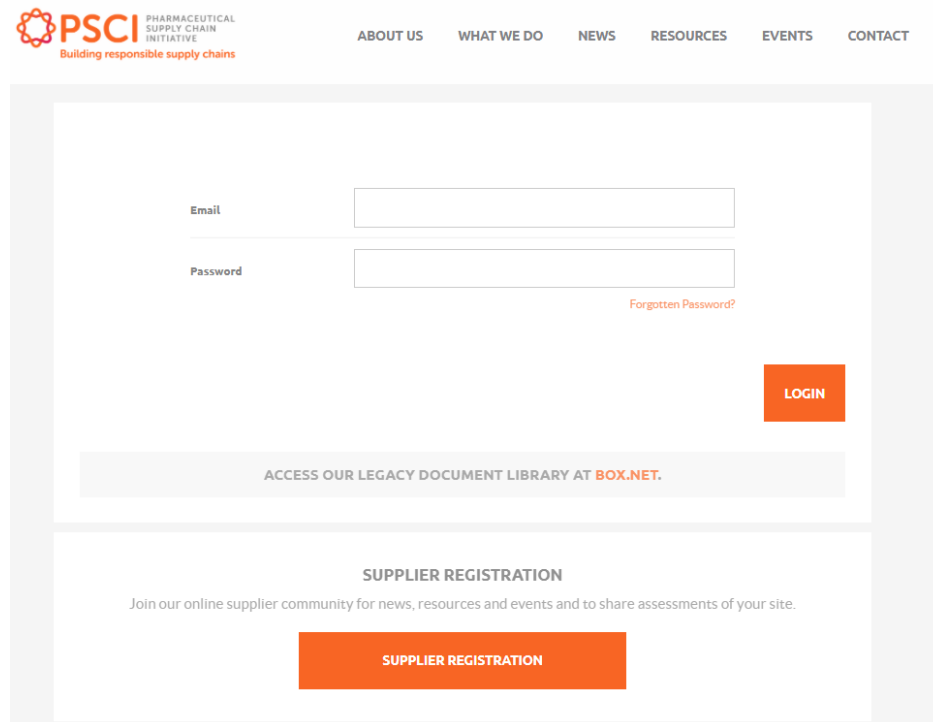 PSCI
PHARMACEUTICAL
SUPPLY CHAIN
INITIATIVE
Building responsible supply chains
ABOUT US WHAT WE DO NEWS RESOURCES EVENTS CONTACT
Email
Password
Forgotten Password?
LOGIN
ACCESS OUR LEGACY DOCUMENT LIBRARY AT BOX.NET.
SUPPLIER REGISTRATION
Join our online supplier community for news, resources and events and to share assessments of your site.
SUPPLIER REGISTRATION